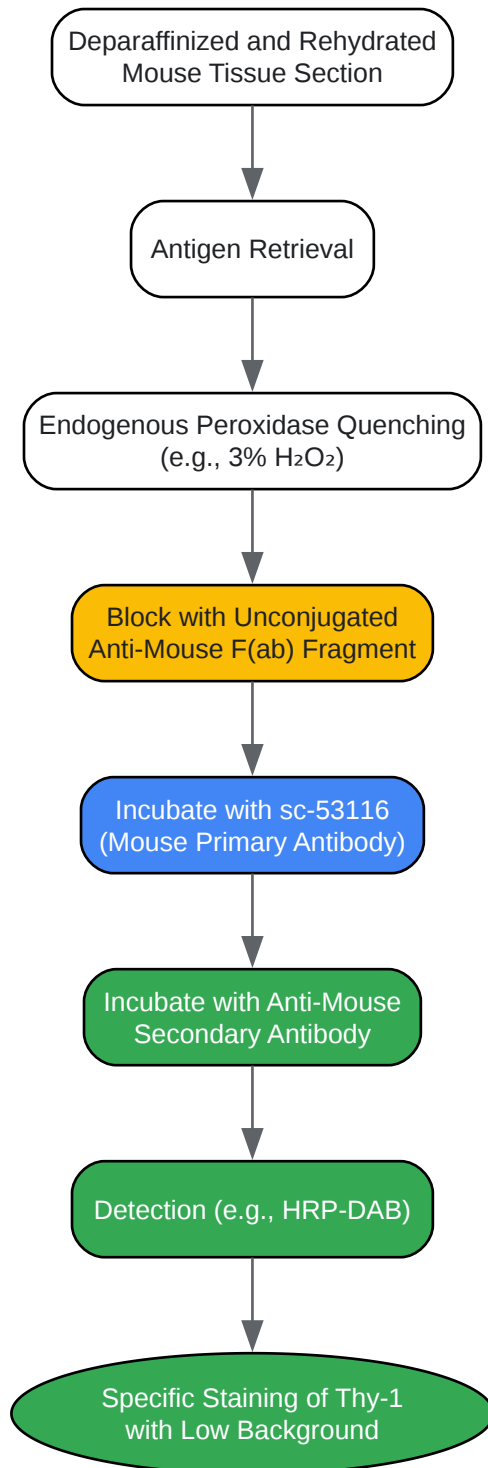 Deparaffinized and Rehydrated
Mouse Tissue Section
Antigen Retrieval
Endogenous Peroxidase Quenching
(e.g., 3% H₂O₂)
Block with Unconjugated
Anti-Mouse F(ab) Fragment
Incubate with sc-53116
(Mouse Primary Antibody)
Incubate with Anti-Mouse
Secondary Antibody
Detection (e.g., HRP-DAB)
Specific Staining of Thy-1
with Low Background